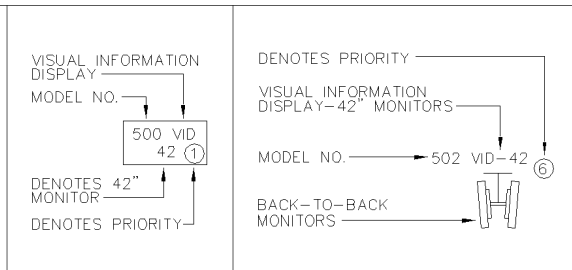 VISUAL INFORMATION
DISPLAY
MODEL NO.
500 VID
42 1
DENOTES 42"
MONITOR
DENOTES PRIORITY
DENOTES PRIORITY
VISUAL INFORMATION
DISPLAY-42" MONITORS
MODEL NO.
502 VID-42
6
BACK-TO-BACK
MONITORS